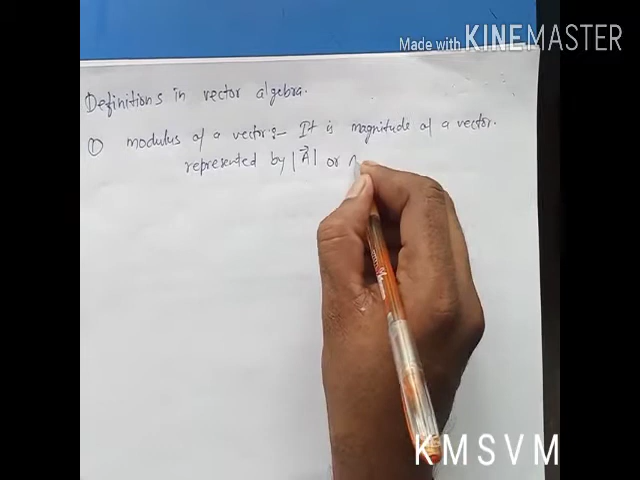 Made with KINEMASTER
Definitions in vector algebra.
① modulus of a vector:- It is magnitude of a vector.
represented by |A⃗| or
KMSVM